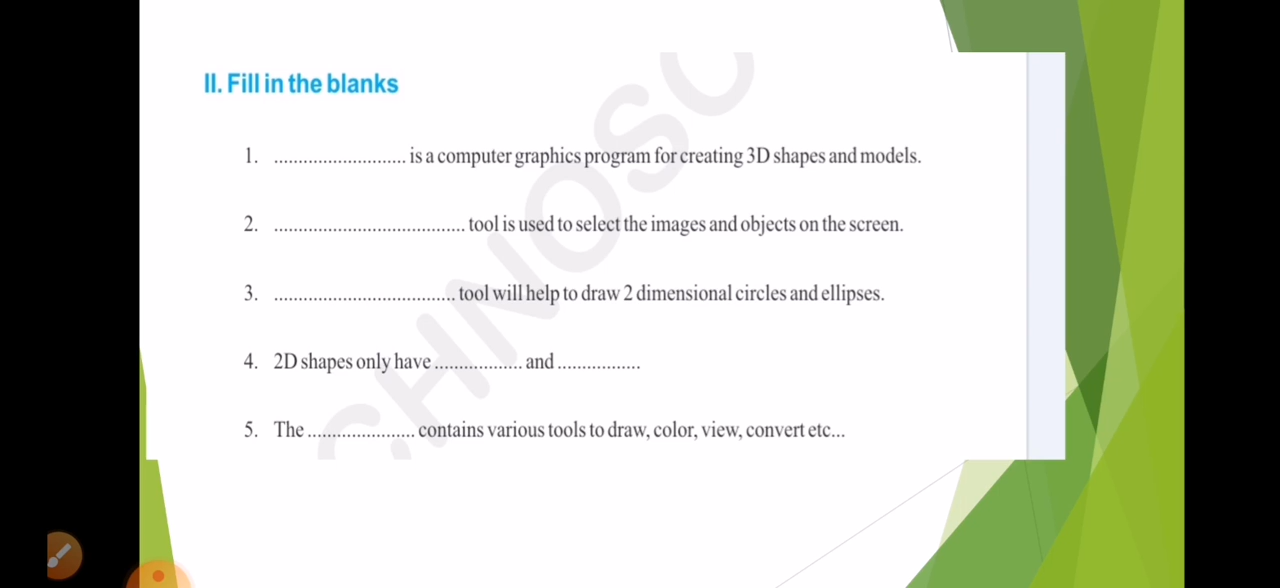 II. Fill in the blanks
1. .......................... is a computer graphics program for creating 3D shapes and models.
2. ...................................... tool is used to select the images and objects on the screen.
3. .................................... tool will help to draw 2 dimensional circles and ellipses.
4. 2D shapes only have .................. and .................
5. The ..................... contains various tools to draw, color, view, convert etc...
CHNOSO